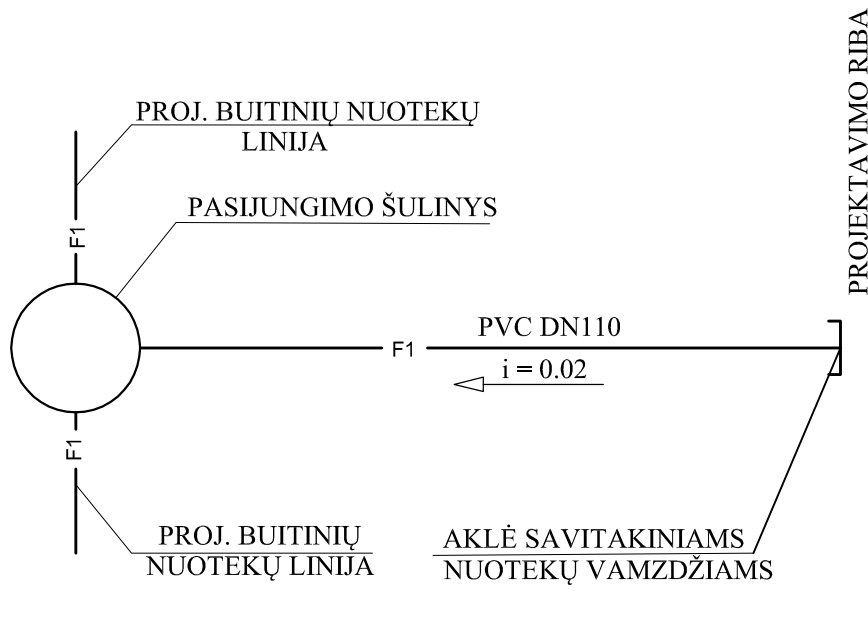 PROJ. BUITINIŲ NUOTEKŲ
LINIJA
PROJEKTAVIMO RIBA
PASIJUNGIMO ŠULINYS
F1
PVC DN110
F1
i = 0.02
F1
PROJ. BUITINIŲ
NUOTEKŲ LINIJA
AKLĖ SAVITAKINIAMS
NUOTEKŲ VAMZDŽIAMS